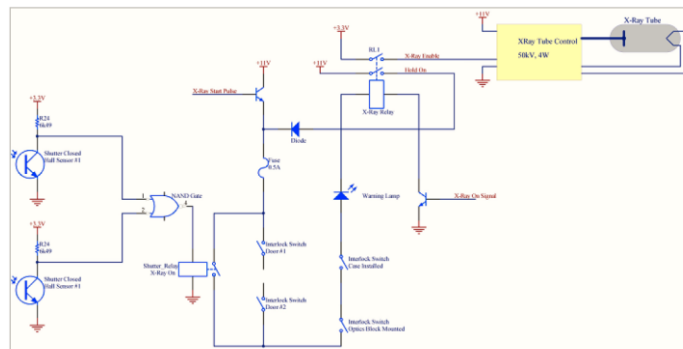 +11V
X-Ray Tube
+3.3V
RL1
X-Ray Enable
XRay Tube Control
50kV, 4W
+11V
+11V
Hold On
X-Ray Start Pulse
X-Ray Relay
+3.3V
Diode
R24
6k49
Shutter Closed
Hall Sensor #1
Fuse
0.5A
NAND Gate
1
2
4
Warning Lamp
X-Ray On Signal
+3.3V
R24
6k49
Interlock Switch
Door #1
Shutter_Relay
X-Ray On
Interlock Switch
Case Installed
Shutter Closed
Hall Sensor #1
Interlock Switch
Door #2
Interlock Switch
Optics Block Mounted